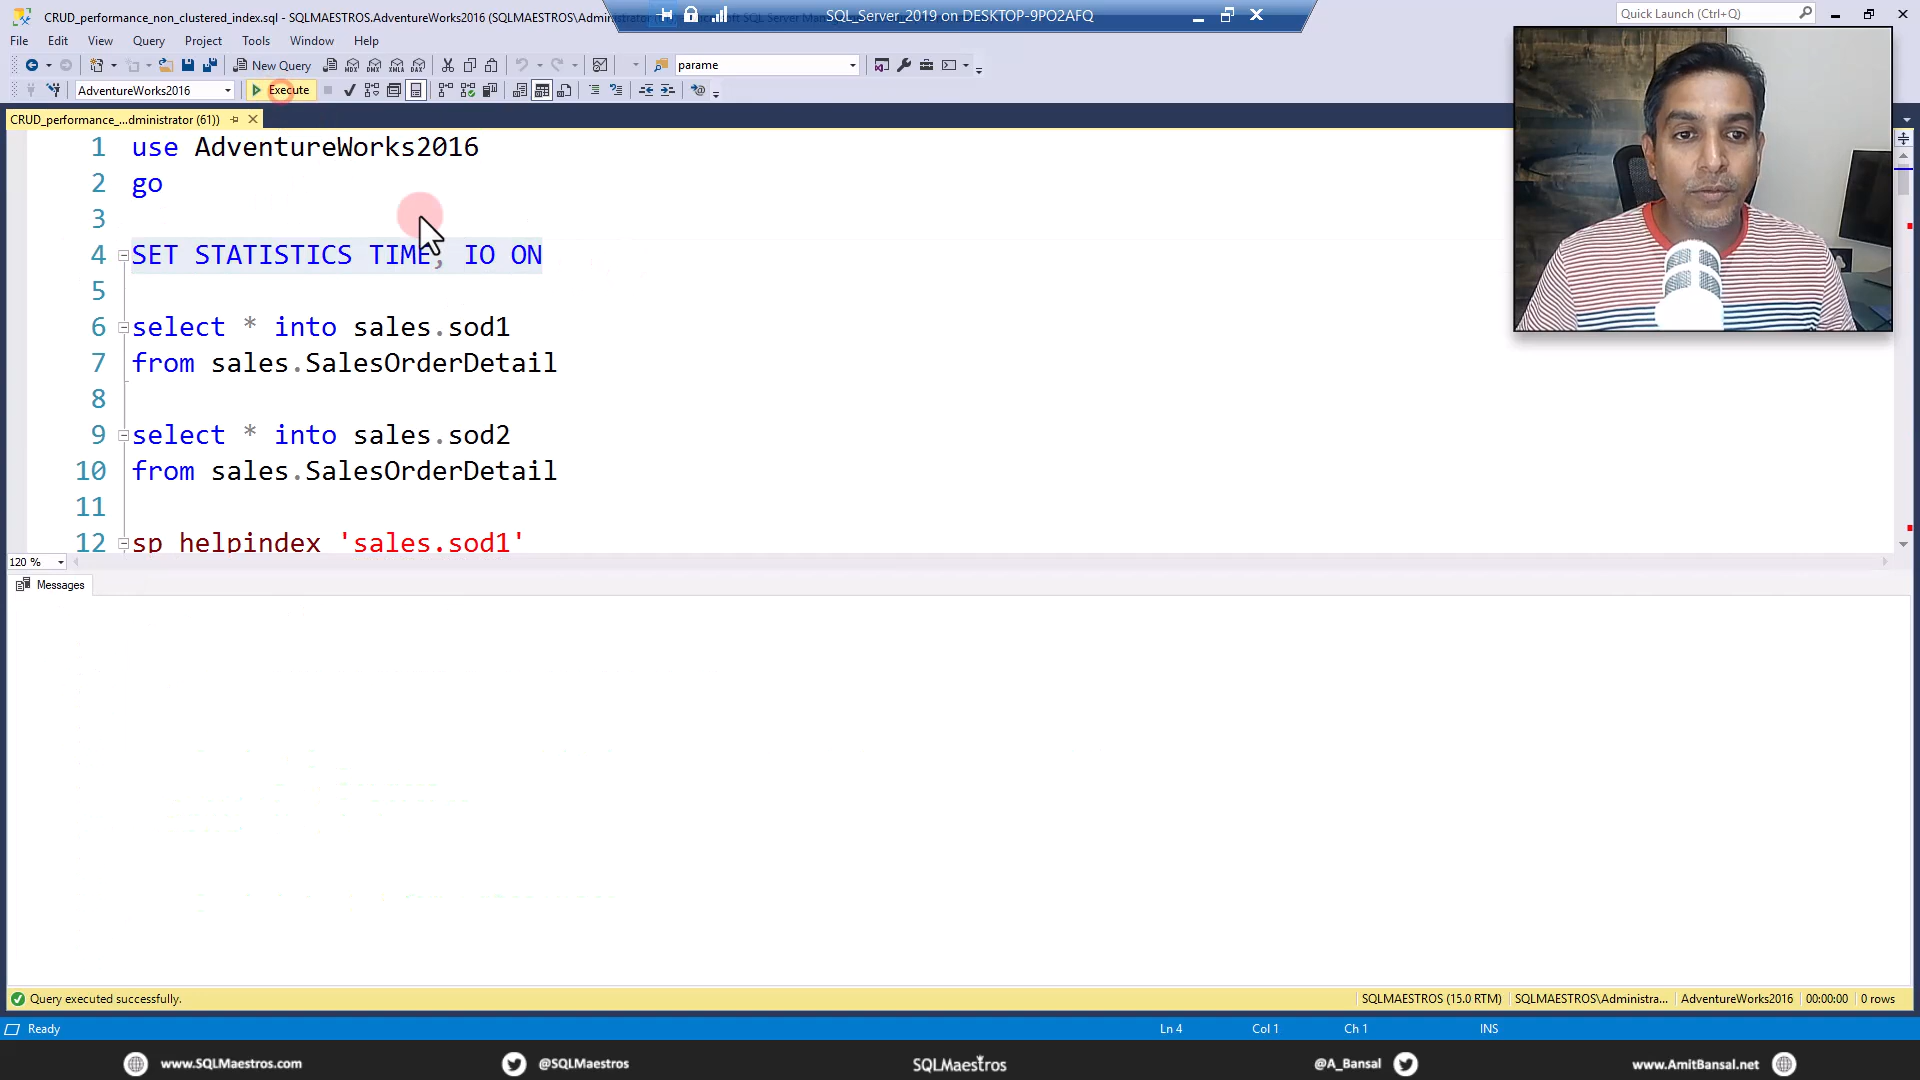 CRUD_performance_non_clustered_index.sql - SQLMAESTROS.AdventureWorks2016 (SQLMAESTROS\Administrator
SQL_Server_2019 on DESKTOP-9PO2AFQ
Quick Launch (Ctrl+Q)
File Edit View Query Project Tools Window Help
New Query parame
AdventureWorks2016 Execute
CRUD_performance_...dministrator (61))
1 use AdventureWorks2016
2 go
3
4 SET STATISTICS TIME, IO ON
5
6 select * into sales.sod1
7 from sales.SalesOrderDetail
8
9 select * into sales.sod2
10 from sales.SalesOrderDetail
11
12 sp_helpindex 'sales.sod1'
120 %
Messages
Query executed successfully. SQLMAESTROS (15.0 RTM) SQLMAESTROS\Administra... AdventureWorks2016 00:00:00 0 rows
Ready Ln 4 Col 1 Ch 1 INS
www.SQLMaestros.com @SQLMaestros SQLMaestros @A_Bansal www.AmitBansal.net